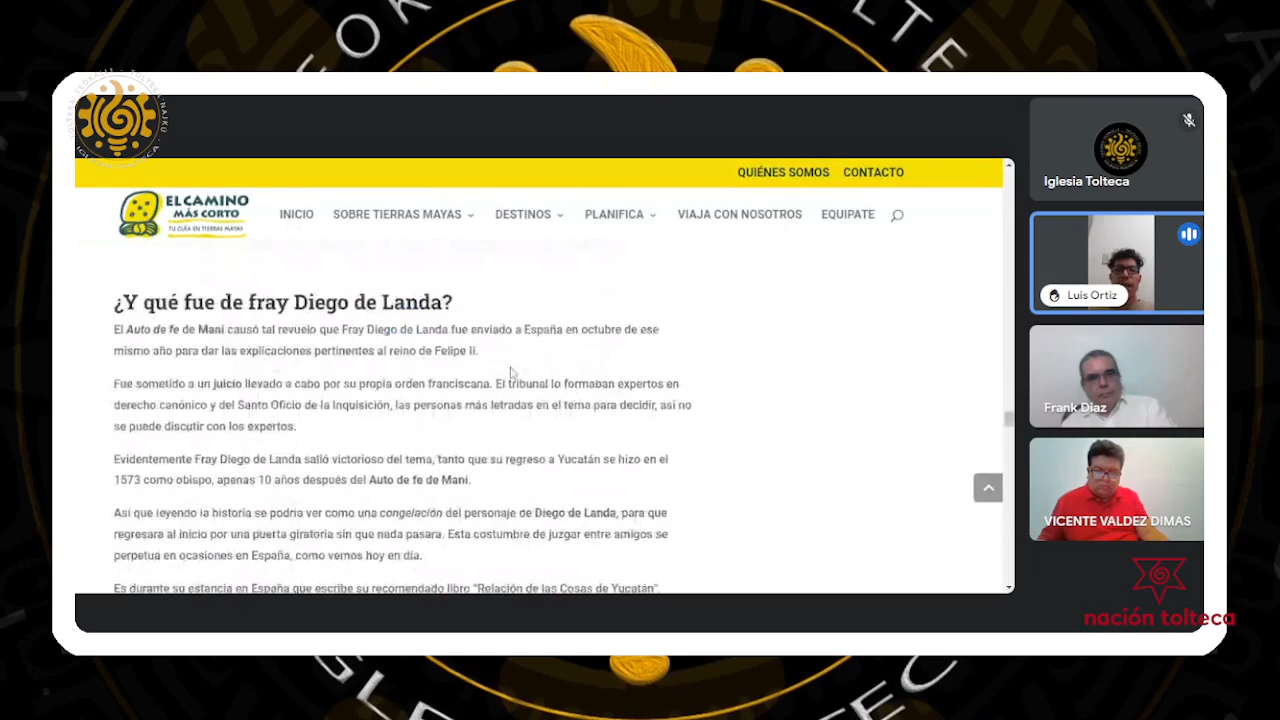 QUIÉNES SOMOS CONTACTO
EL CAMINO
MÁS CORTO
TU GUÍA EN TIERRAS MAYAS
INICIO SOBRE TIERRAS MAYAS DESTINOS PLANIFICA VIAJA CON NOSOTROS EQUIPATE
¿Y qué fue de fray Diego de Landa?
El Auto de fe de Maní causó tal revuelo que Fray Diego de Landa fue enviado a España en octubre de ese
mismo año para dar las explicaciones pertinentes al reino de Felipe II.
Fue sometido a un juicio llevado a cabo por su propia orden franciscana. El tribunal lo formaban expertos en
derecho canónico y del Santo Oficio de la Inquisición, las personas más letradas en el tema para decidir, así no
se puede discutir con los expertos.
Evidentemente Fray Diego de Landa salió victorioso del tema, tanto que su regreso a Yucatán se hizo en el
1573 como obispo, apenas 10 años después del Auto de fe de Maní.
Así que leyendo la historia se podría ver como una congelación del personaje de Diego de Landa, para que
regresara al inicio por una puerta giratoria sin que nada pasara. Esta costumbre de juzgar entre amigos se
perpetua en ocasiones en España, como vemos hoy en día.
Es durante su estancia en España que escribe su recomendado libro "Relación de las Cosas de Yucatán".
Iglesia Tolteca
Luis Ortiz
Frank Diaz
VICENTE VALDEZ DIMAS
nación tolteca